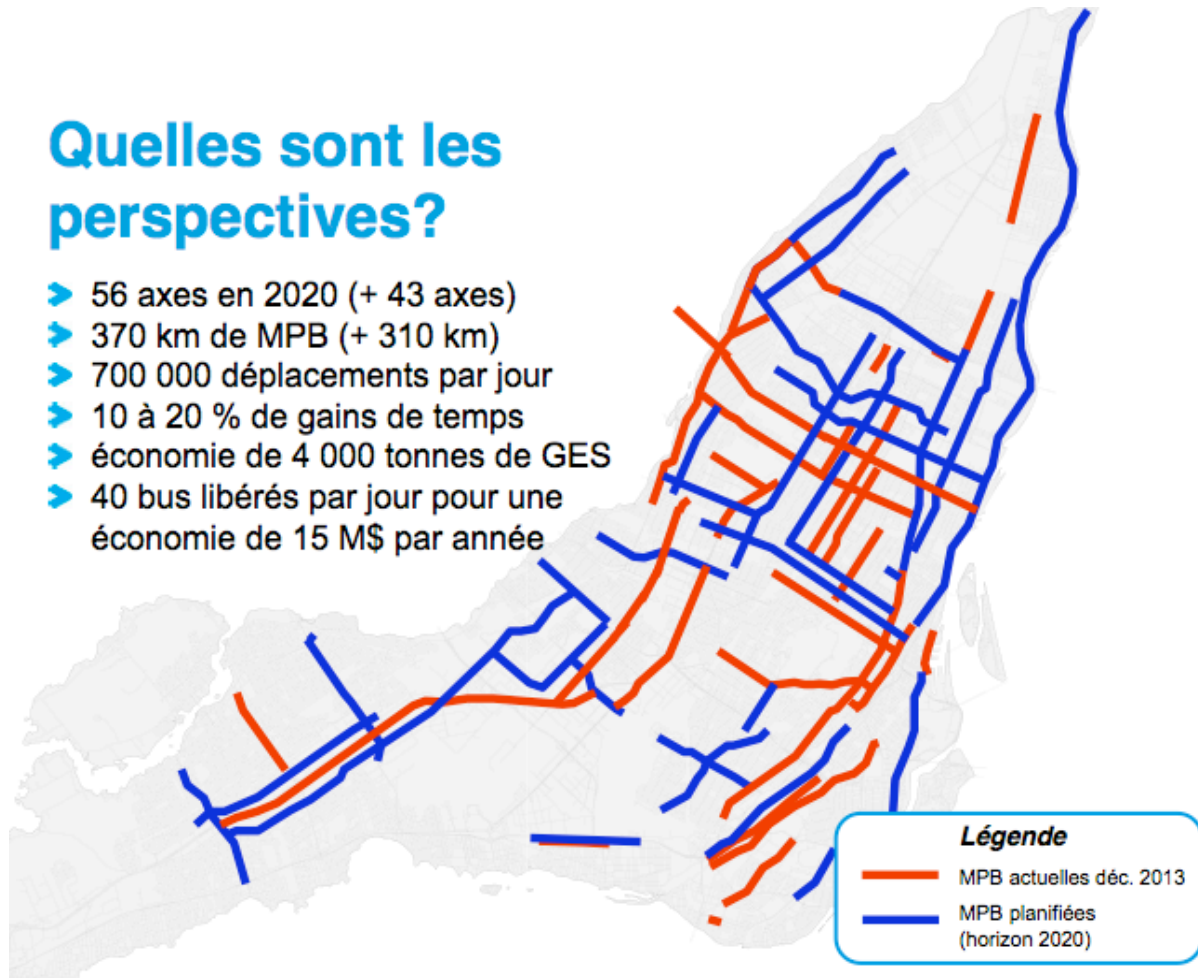 Quelles sont les
perspectives?
56 axes en 2020 (+ 43 axes)
370 km de MPB (+ 310 km)
700 000 déplacements par jour
10 à 20 % de gains de temps
économie de 4 000 tonnes de GES
40 bus libérés par jour pour une
économie de 15 M$ par année
Légende
MPB actuelles déc. 2013
MPB planifiées
(horizon 2020)